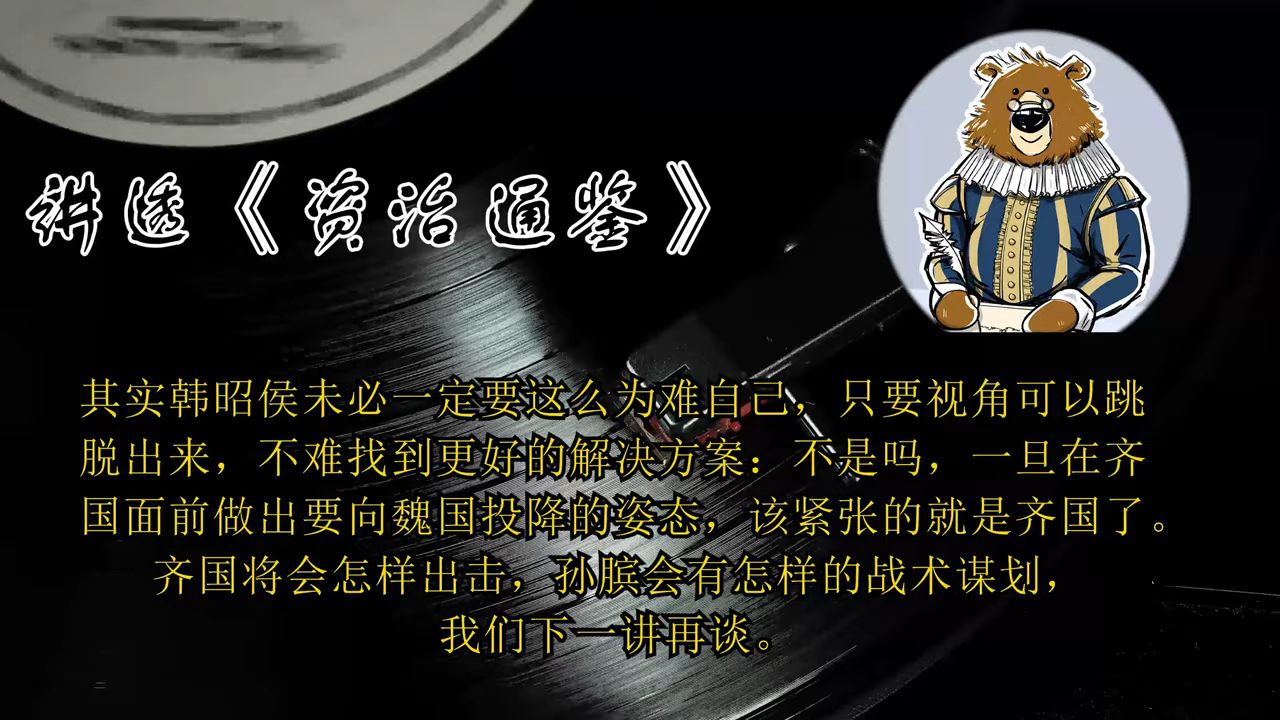 讲透《资治通鉴》
其实韩昭侯未必一定要这么为难自己，只要视角可以跳
脱出来，不难找到更好的解决方案：不是吗，一旦在齐
国面前做出要向魏国投降的姿态，该紧张的就是齐国了。
齐国将会怎样出击，孙膑会有怎样的战术谋划，
我们下一讲再谈。